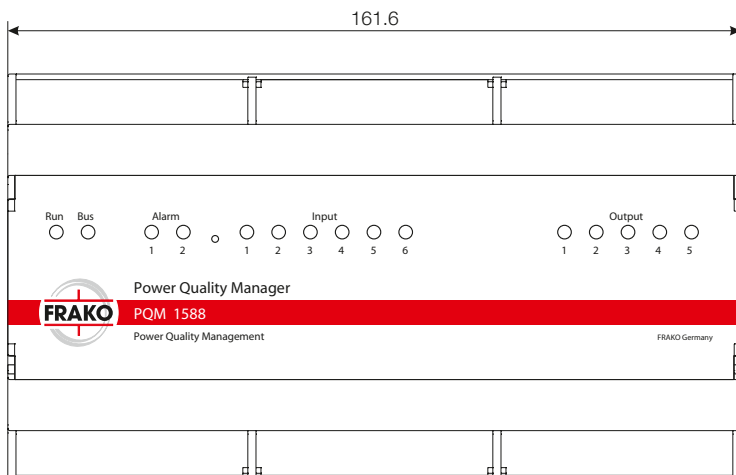 161.6
Run Bus Alarm Input Output
1 2 1 2 3 4 5 6 1 2 3 4 5
Power Quality Manager
FRAKO PQM 1588
Power Quality Management FRAKO Germany